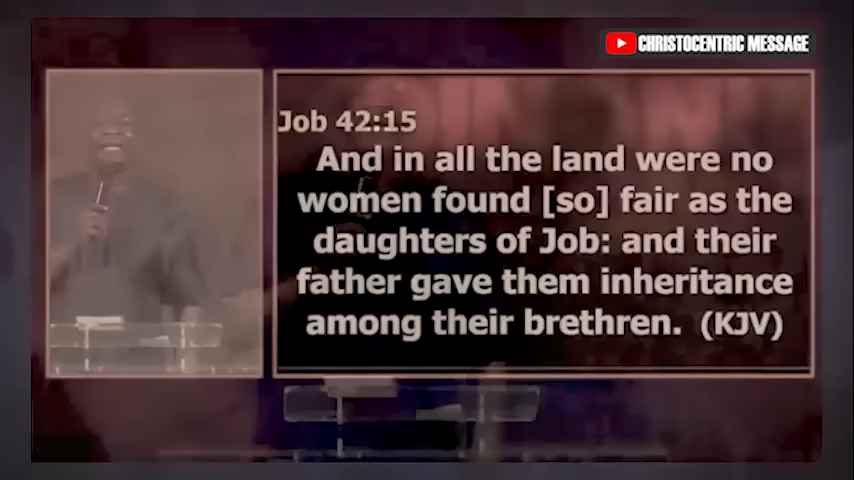 CHRISTOCENTRIC MESSAGE
Job 42:15
And in all the land were no
women found [so] fair as the
daughters of Job: and their
father gave them inheritance
among their brethren. (KJV)